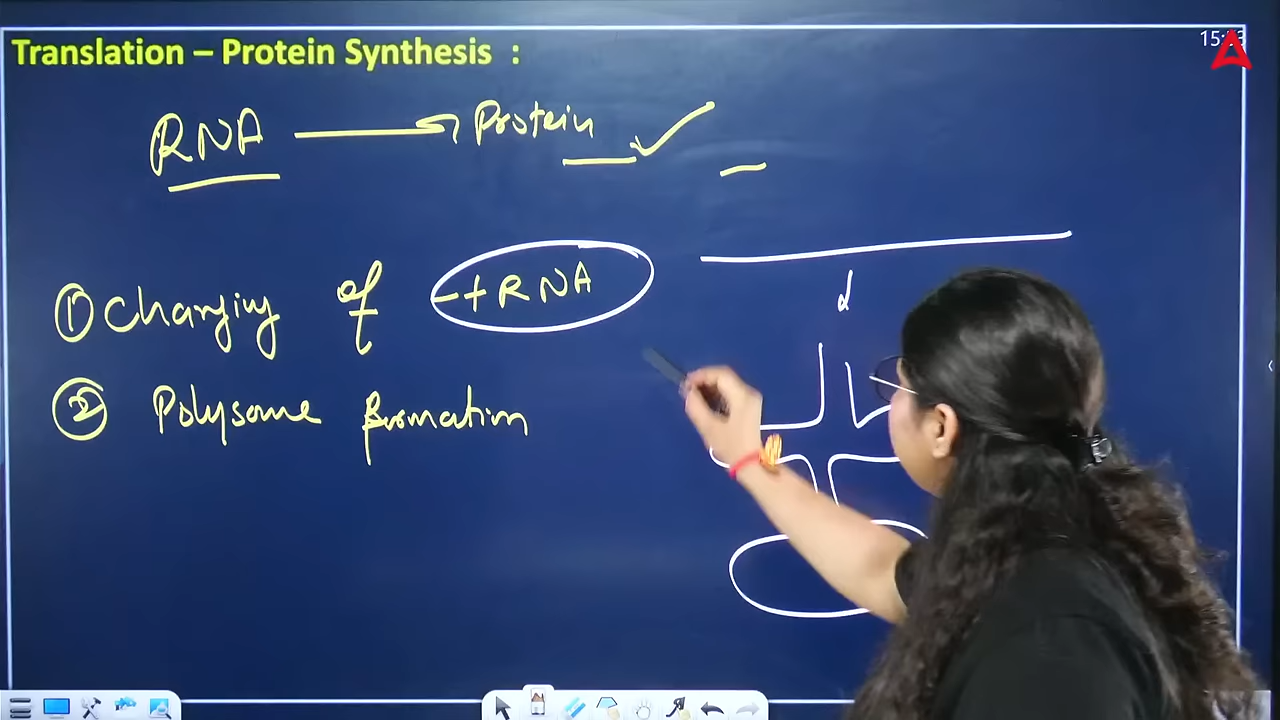 Translation – Protein Synthesis :
RNA → Protein ✓
① Charging of tRNA
② Polysome formation
d